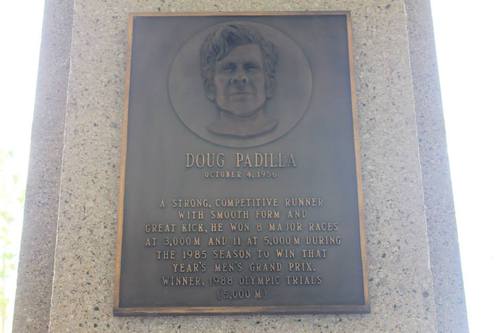 DOUG PADILLA
OCTOBER 4, 1956
A STRONG, COMPETITIVE RUNNER
WITH SMOOTH FORM AND
GREAT KICK, HE WON 8 MAJOR RACES
AT 3,000 M AND 11 AT 5,000 M DURING
THE 1985 SEASON TO WIN THAT
YEAR'S MEN'S GRAND PRIX.
WINNER, 1988 OLYMPIC TRIALS
(5,000 M)